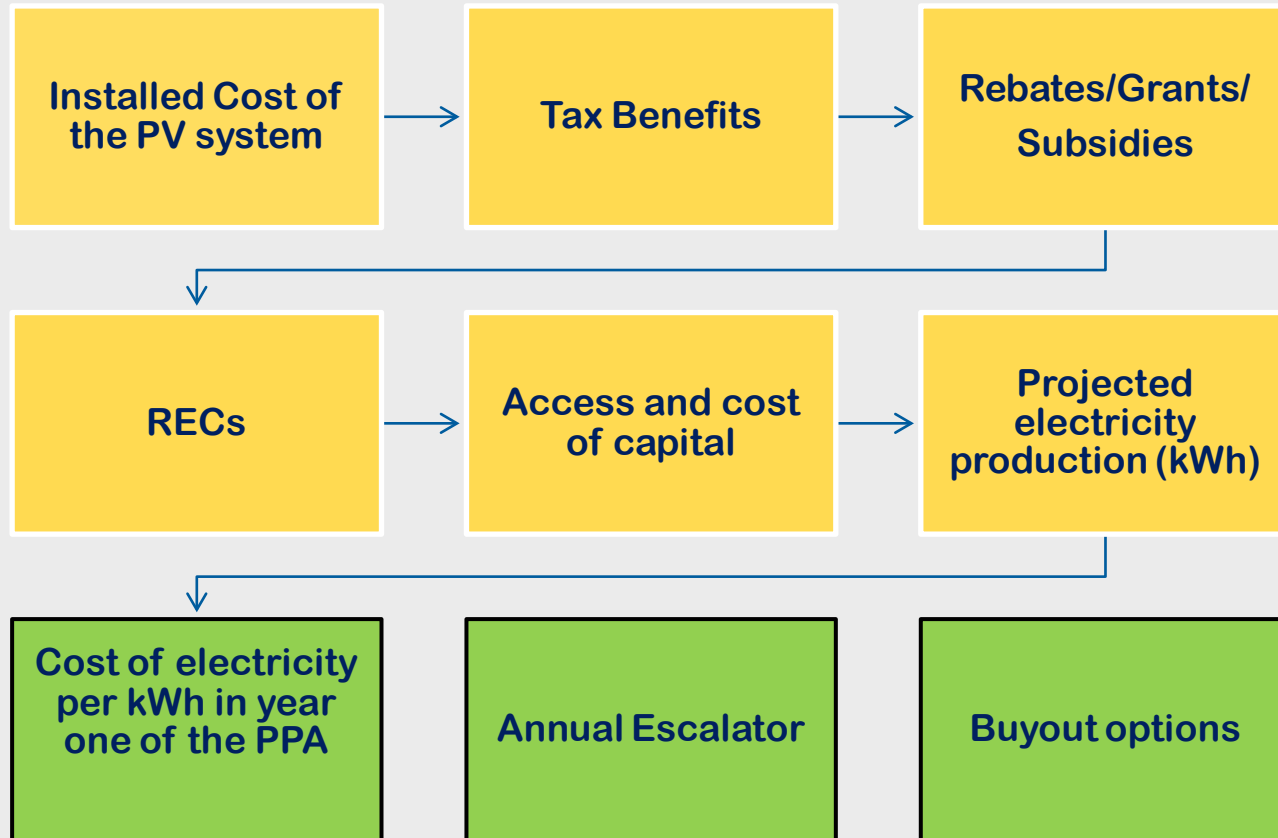 Installed Cost of
the PV system
Tax Benefits
Rebates/Grants/
Subsidies
RECs
Access and cost
of capital
Projected
electricity
production (kWh)
Cost of electricity
per kWh in year
one of the PPA
Annual Escalator
Buyout options